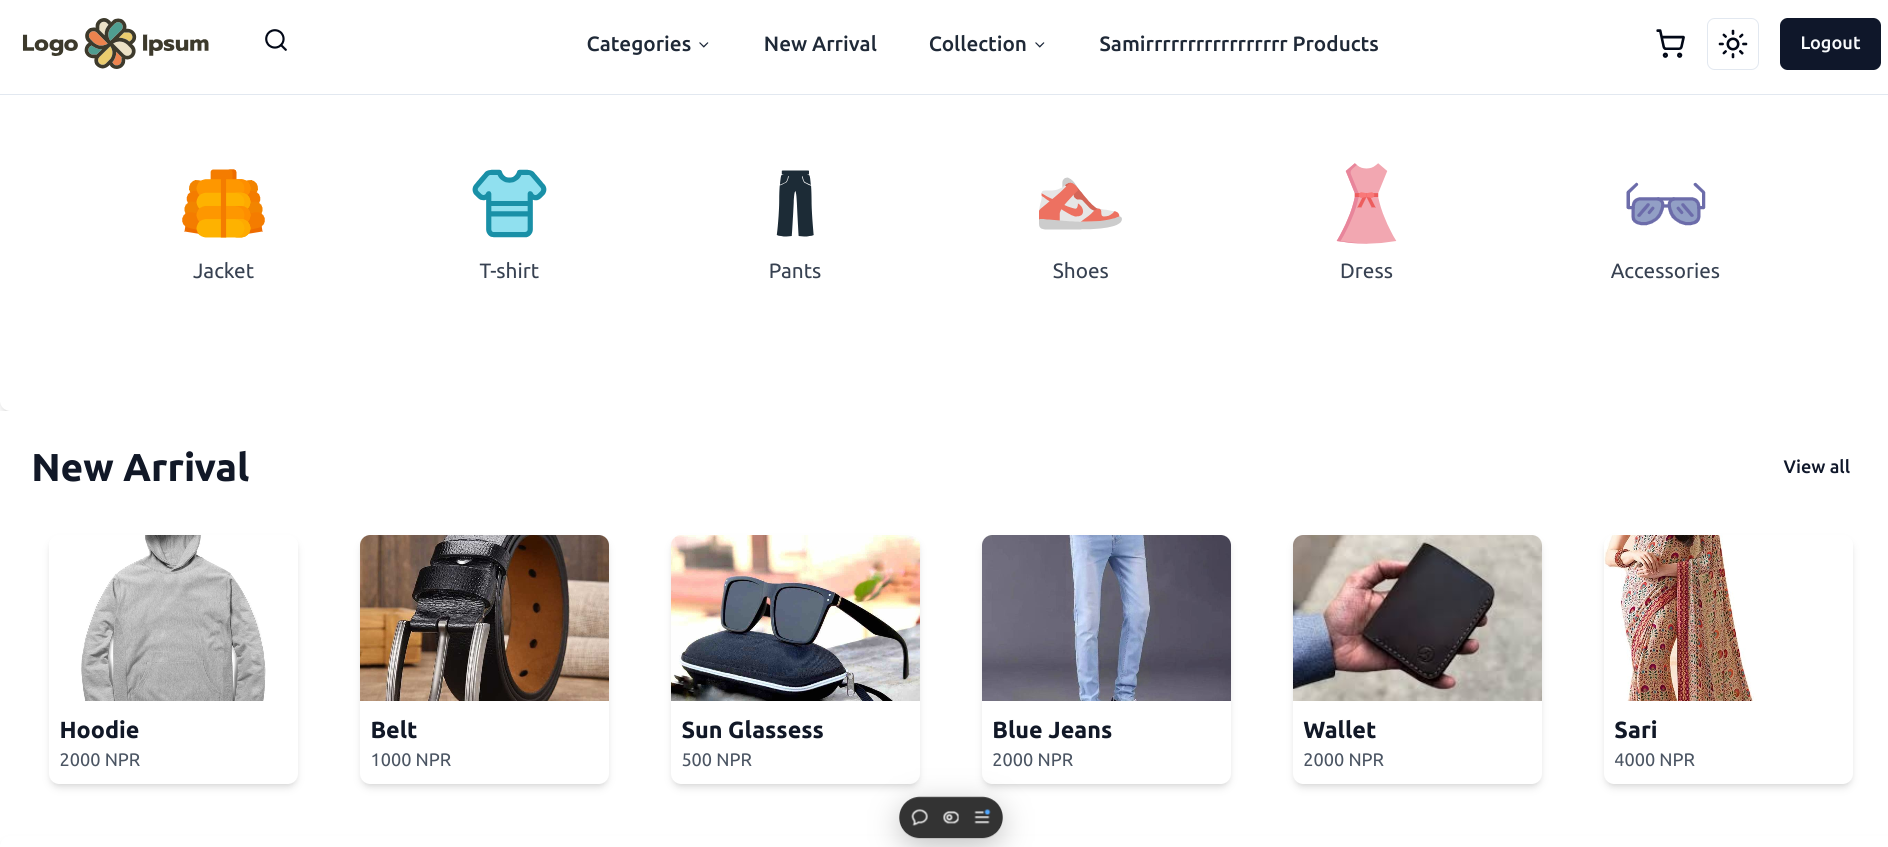 Logo Ipsum
Categories
New Arrival
Collection
Samirrrrrrrrrrrrrrrrr Products
Logout
Jacket
T-shirt
Pants
Shoes
Dress
Accessories
New Arrival
View all
Hoodie
2000 NPR
Belt
1000 NPR
Sun Glassess
500 NPR
Blue Jeans
2000 NPR
Wallet
2000 NPR
Sari
4000 NPR